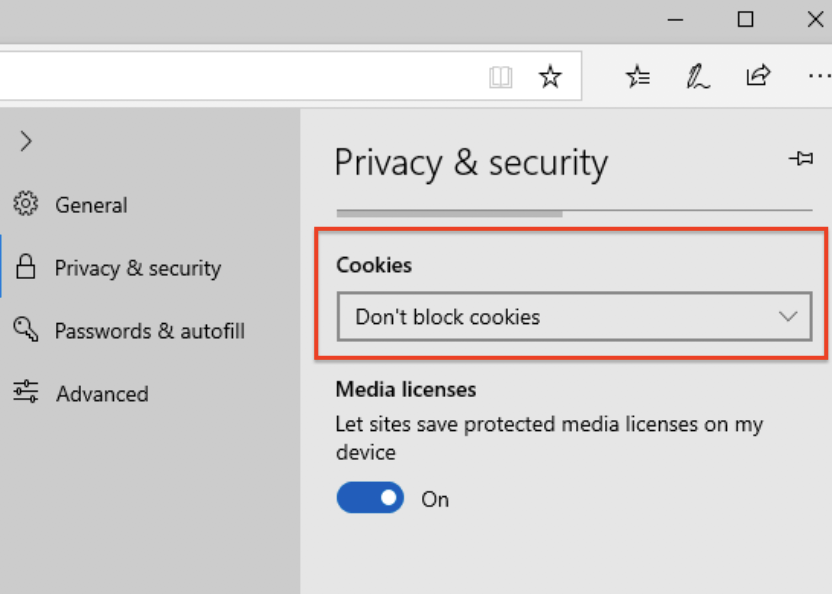 General
Privacy & security
Passwords & autofill
Advanced
Privacy & security
Cookies
Don't block cookies
Media licenses
Let sites save protected media licenses on my
device
On